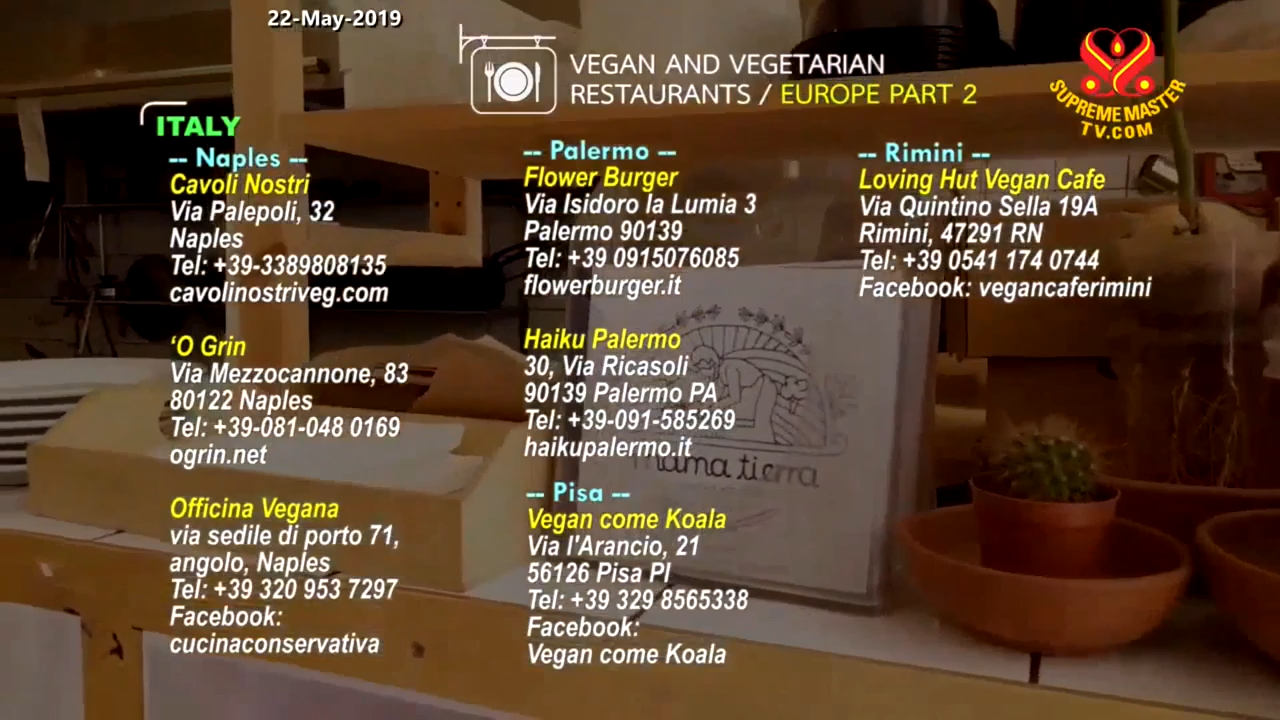 22-May-2019
VEGAN AND VEGETARIAN
RESTAURANTS / EUROPE PART 2
SUPREME MASTER
TV.COM
ITALY
-- Naples --
Cavoli Nostri
Via Palepoli, 32
Naples
Tel: +39-3389808135
cavolinostriveg.com
‘O Grin
Via Mezzocannone, 83
80122 Naples
Tel: +39-081-048 0169
ogrin.net
Officina Vegana
via sedile di porto 71,
angolo, Naples
Tel: +39 320 953 7297
Facebook:
cucinaconservativa
-- Palermo --
Flower Burger
Via Isidoro la Lumia 3
Palermo 90139
Tel: +39 0915076085
flowerburger.it
Haiku Palermo
30, Via Ricasoli
90139 Palermo PA
Tel: +39-091-585269
haikupalermo.it
mama tierra
-- Pisa --
Vegan come Koala
Via l'Arancio, 21
56126 Pisa PI
Tel: +39 329 8565338
Facebook:
Vegan come Koala
-- Rimini --
Loving Hut Vegan Cafe
Via Quintino Sella 19A
Rimini, 47291 RN
Tel: +39 0541 174 0744
Facebook: vegancaferimini